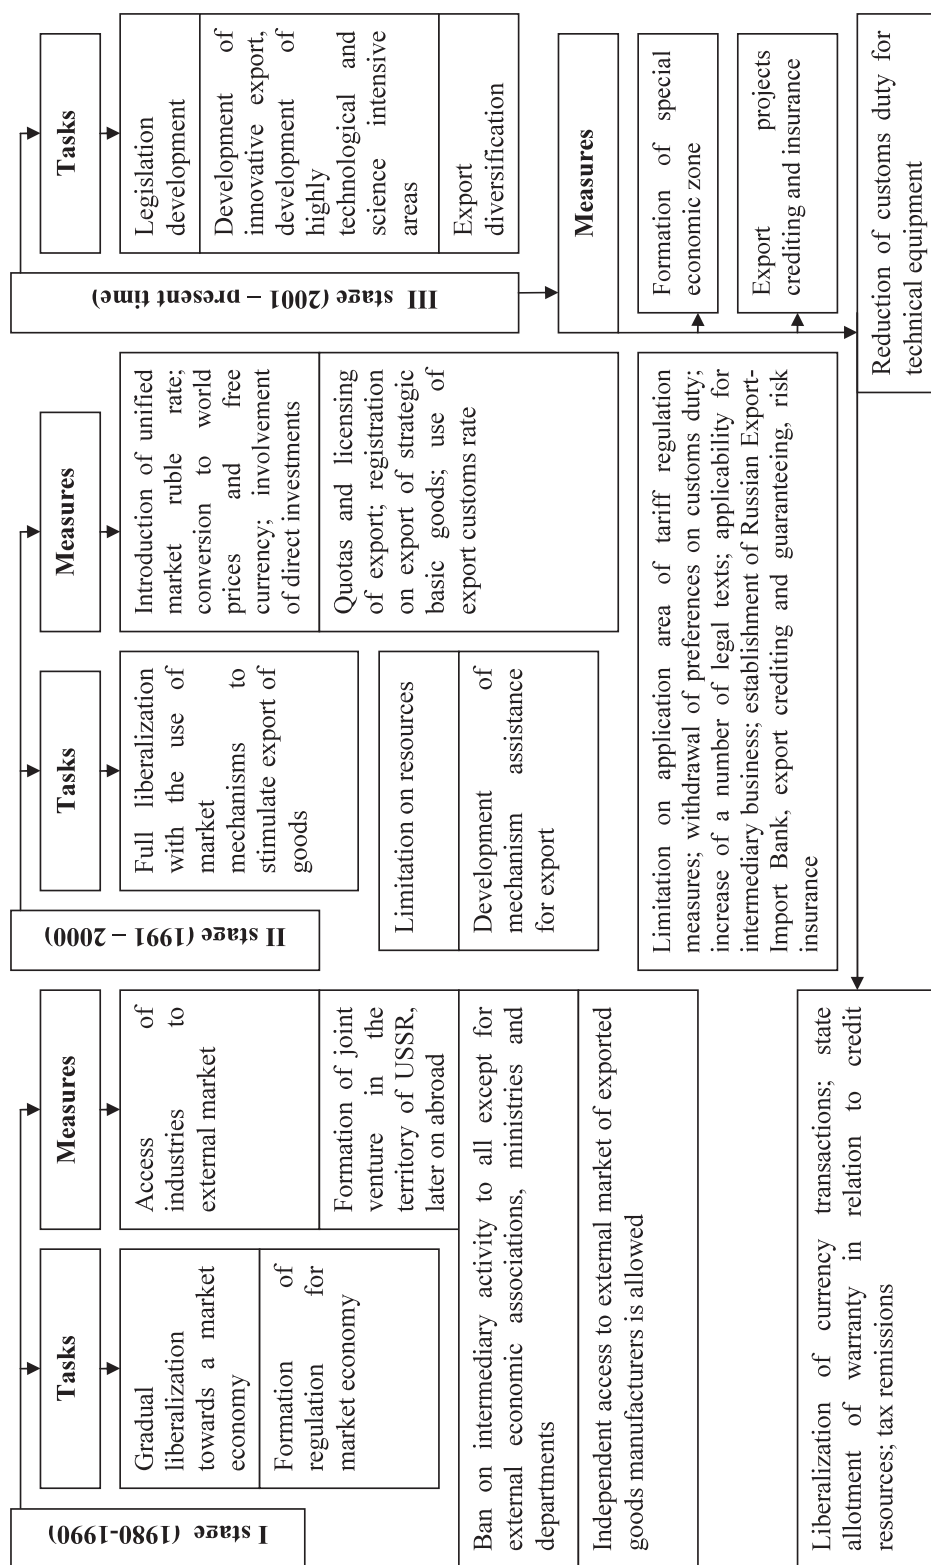 I stage (1980-1990)
Tasks
Gradual
liberalization
towards a market
economy
Formation of
regulation for
market economy
Measures
Access of
industries to
external market
Formation of joint
venture in the
territory of USSR,
later on abroad
Ban on intermediary activity to all except for
external economic associations, ministries and
departments
Independent access to external market of exported
goods manufacturers is allowed
II stage (1991 – 2000)
Tasks
Full liberalization
with the use of
market
mechanisms to
stimulate export of
goods
Limitation on resources
Development of
mechanism assistance
for export
Measures
Introduction of unified
market ruble rate;
conversion to world
prices and free
currency; involvement
of direct investments
Quotas and licensing
of export; registration
on export of strategic
basic goods; use of
export customs rate
Limitation on application area of tariff regulation
measures; withdrawal of preferences on customs duty;
increase of a number of legal texts; applicability for
intermediary business; establishment of Russian Export-
Import Bank, export crediting and guaranteeing, risk
insurance
III stage (2001 – present time)
Tasks
Legislation
development
Development of
innovative export,
development of
highly
technological and
science intensive
areas
Export
diversification
Measures
Formation of special
economic zone
Export projects
crediting and insurance
Reduction of customs duty for
technical equipment
Liberalization of currency transactions; state
allotment of warranty in relation to credit
resources; tax remissions